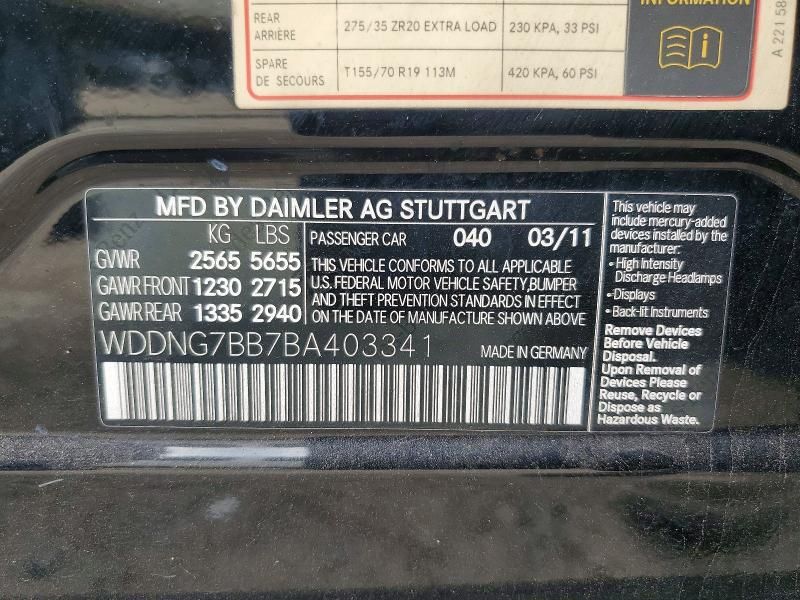 INFORMATION
REAR 275/35 ZR20 EXTRA LOAD 230 KPA, 33 PSI
ARRIÈRE
SPARE T155/70 R19 113M 420 KPA, 60 PSI
DE SECOURS
A 221 58
MFD BY DAIMLER AG STUTTGART
KG LBS
GVWR 2565 5655
GAWR FRONT 1230 2715
GAWR REAR 1335 2940
PASSENGER CAR 040 03/11
THIS VEHICLE CONFORMS TO ALL APPLICABLE
U.S. FEDERAL MOTOR VEHICLE SAFETY,BUMPER
AND THEFT PREVENTION STANDARDS IN EFFECT
ON THE DATE OF MANUFACTURE SHOWN ABOVE
WDDNG7BB7BA403341 MADE IN GERMANY
This vehicle may
include mercury-added
devices installed by the
manufacturer:
• High Intensity
Discharge Headlamps
•Displays
• Back-lit Instruments
Remove Devices
Before Vehicle
Disposal.
Upon Removal of
Devices Please
Reuse, Recycle or
Dispose as
Hazardous Waste.